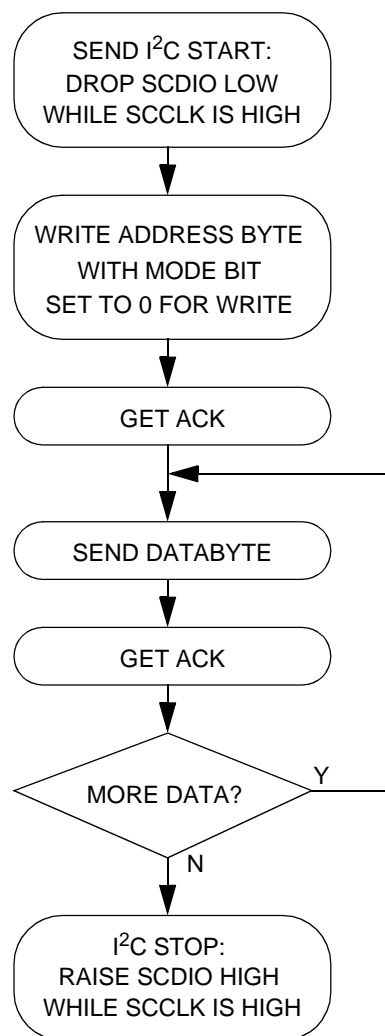 SEND I²C START:
DROP SCDIO LOW
WHILE SCCLK IS HIGH
WRITE ADDRESS BYTE
WITH MODE BIT
SET TO 0 FOR WRITE
GET ACK
SEND DATABYTE
GET ACK
MORE DATA?
Y
N
I²C STOP:
RAISE SCDIO HIGH
WHILE SCCLK IS HIGH